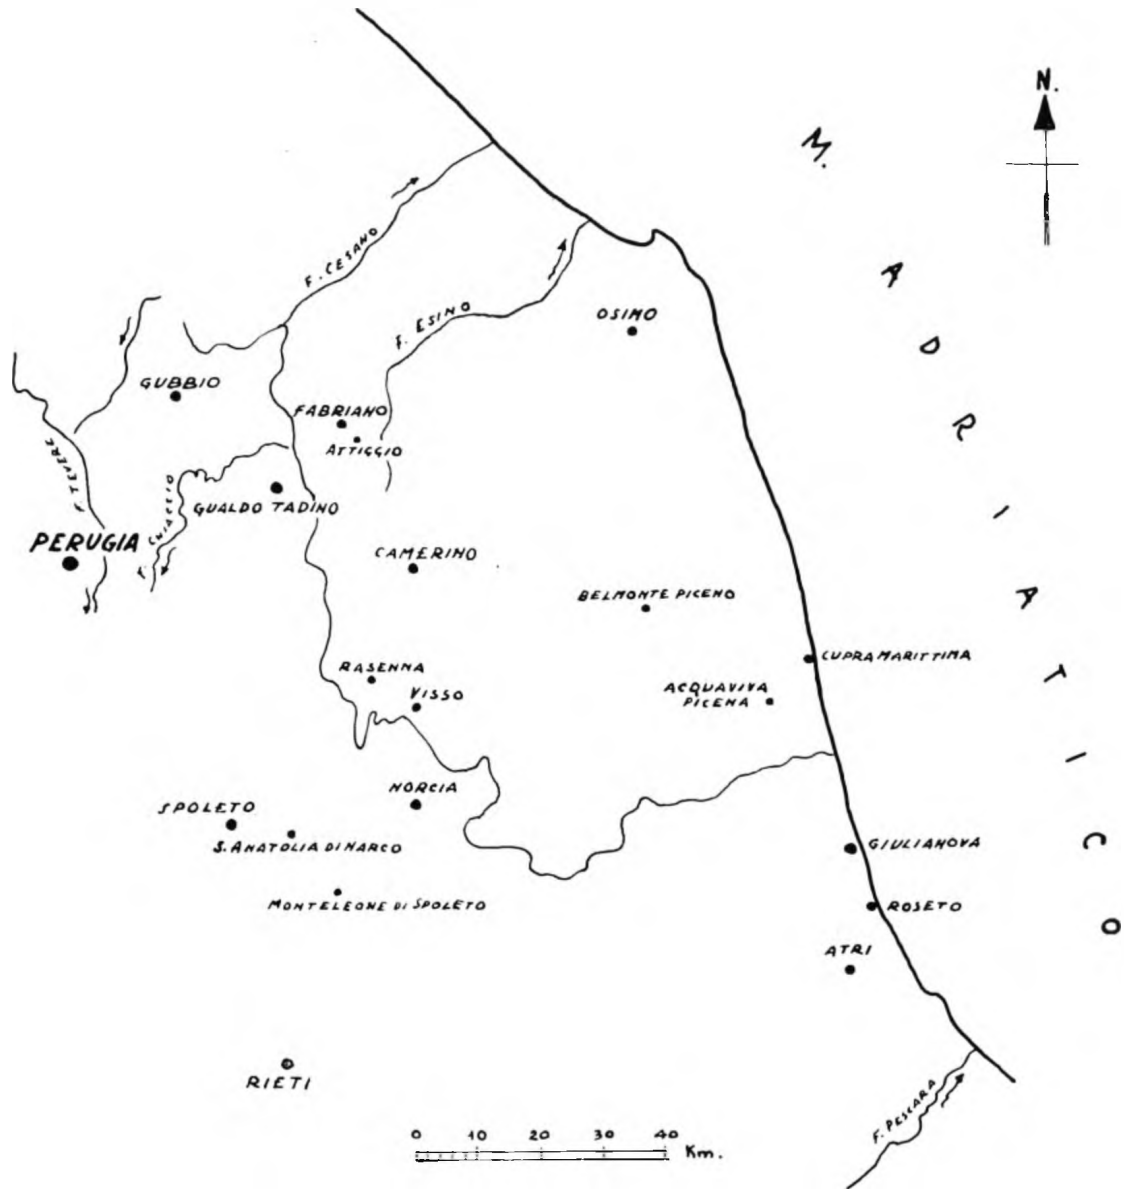 N.
M. ADRIATICO
F. CESANO
F. ESINO
OSIMO
GUBBIO
FABRIANO
ATTIGGIO
F. TEVERE
F. CHIASCIO
GUALDO TADINO
PERUGIA
CAMERINO
BELMONTE PICENO
CUPRA MARITTIMA
RASENNA
VISSO
ACQUAVIVA
PICENA
NORCIA
SPOLETO
S. ANATOLIA DI NARCO
GIULIANOVA
MONTELEONE DI SPOLETO
ROSETO
ATRI
RIETI
F. PESCARA
0 10 20 30 40
Km.